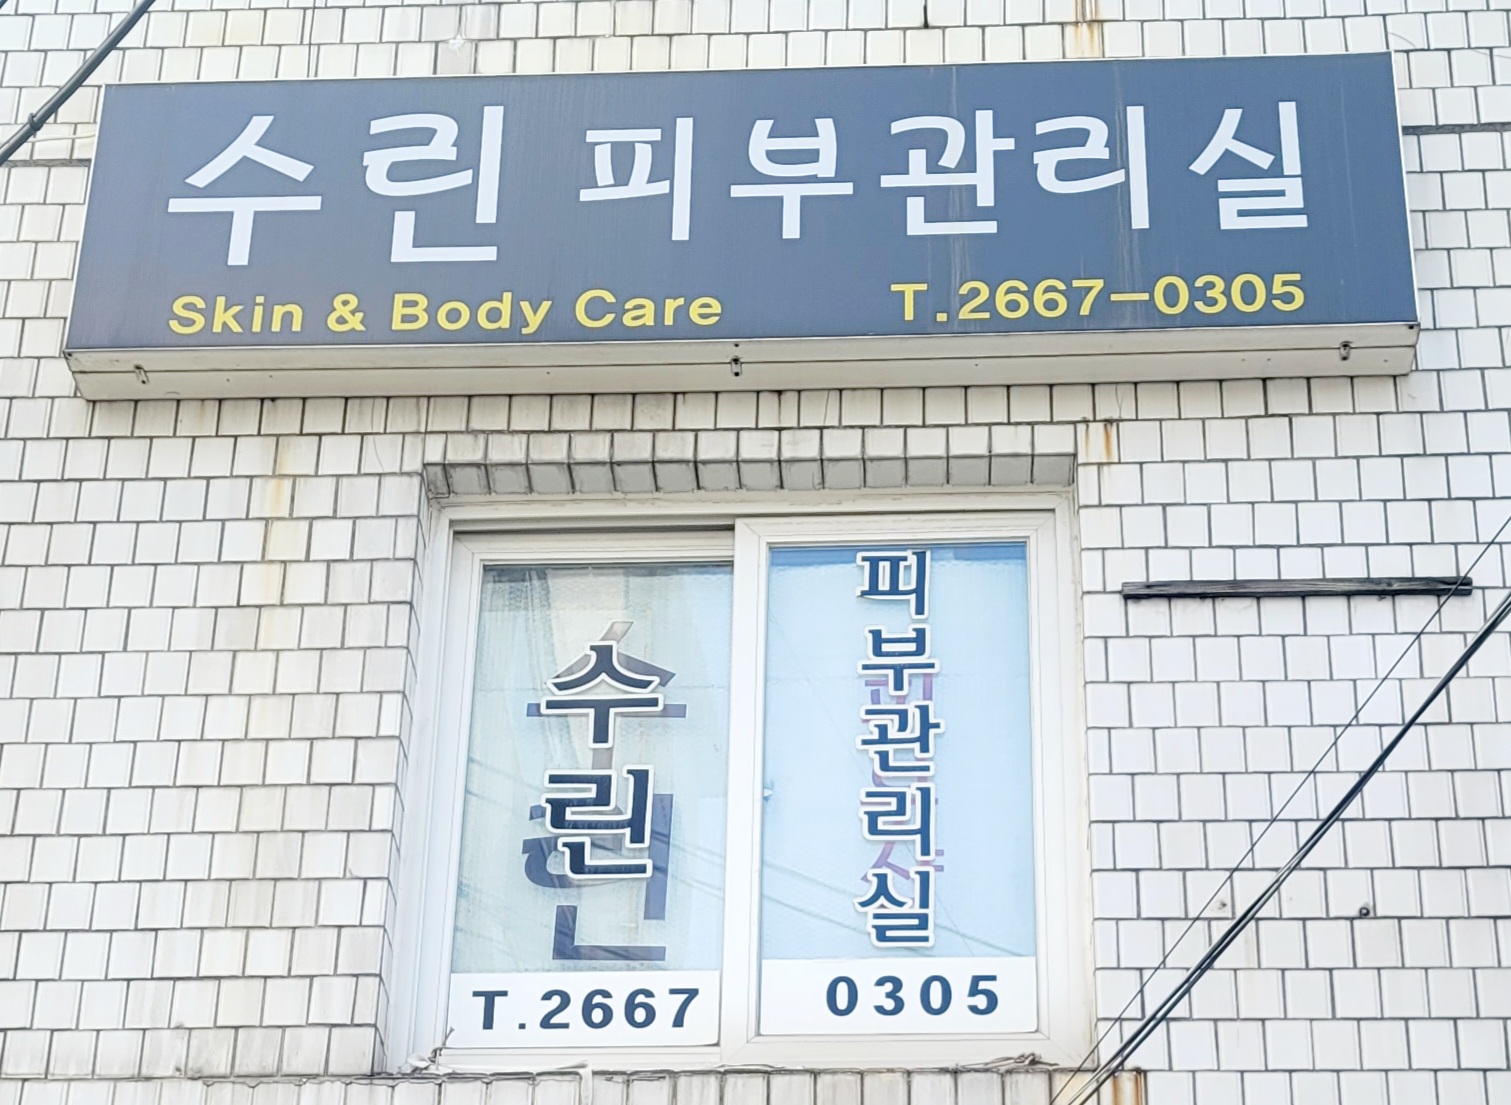 수린 피부관리실
Skin & Body Care T.2667-0305
수린
피부관리실
T.2667 0305